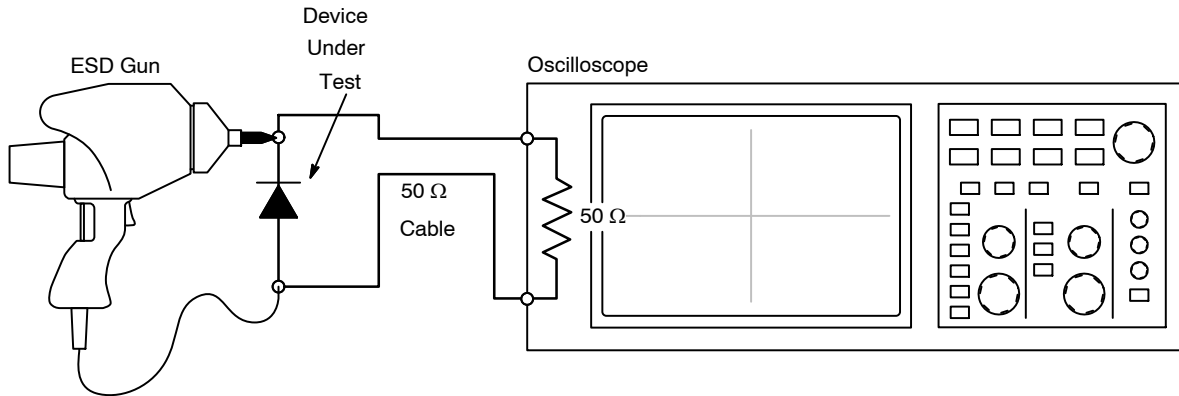 Device
Under
Test
ESD Gun
Oscilloscope
50 Ω
Cable
50 Ω